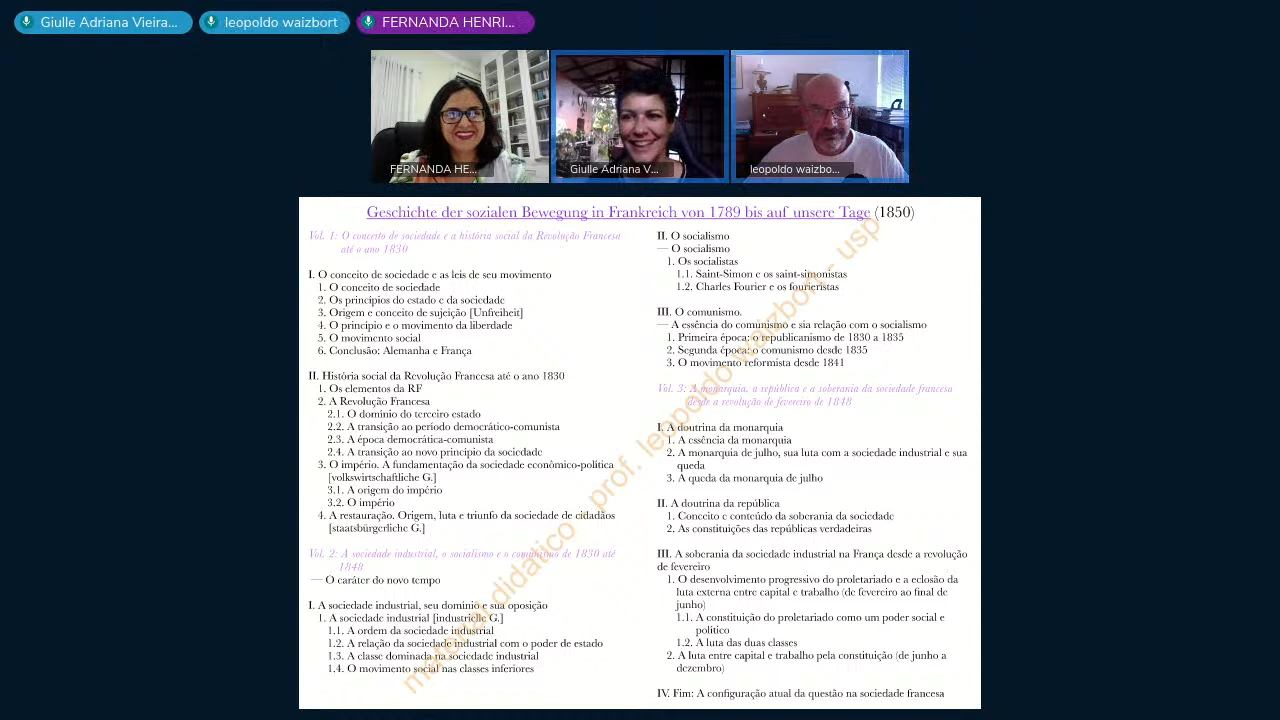 Giulle Adriana Vieira...
leopoldo waizbort
FERNANDA HENRI...
FERNANDA HE...
Giulle Adriana V...
leopoldo waizbo...
Geschichte der sozialen Bewegung in Frankreich von 1789 bis auf unsere Tage (1850)
Vol. 1: O conceito de sociedade e a história social da Revolução Francesa
até o ano 1830
I. O conceito de sociedade e as leis de seu movimento
1. O conceito de sociedade
2. Os princípios do estado e da sociedade
3. Origem e conceito de sujeição [Unfreiheit]
4. O princípio e o movimento da liberdade
5. O movimento social
6. Conclusão: Alemanha e França
II. História social da Revolução Francesa até o ano 1830
1. Os elementos da RF
2. A Revolução Francesa
2.1. O domínio do terceiro estado
2.2. A transição ao período democrático-comunista
2.3. A época democrática-comunista
2.4. A transição ao novo princípio da sociedade
3. O império. A fundamentação da sociedade econômico-política
[volkswirtschaftliche G.]
3.1. A origem do império
3.2. O império
4. A restauração. Origem, luta e triunfo da sociedade de cidadãos
[staatsbürgerliche G.]
Vol. 2: A sociedade industrial, o socialismo e o comunismo de 1830 até
1848
— O caráter do novo tempo
I. A sociedade industrial, seu domínio e sua oposição
1. A sociedade industrial [industrielle G.]
1.1. A ordem da sociedade industrial
1.2. A relação da sociedade industrial com o poder de estado
1.3. A classe dominada na sociedade industrial
1.4. O movimento social nas classes inferiores
II. O socialismo
— O socialismo
1. Os socialistas
1.1. Saint-Simon e os saint-simonistas
1.2. Charles Fourier e os fourieristas
III. O comunismo.
— A essência do comunismo e sia relação com o socialismo
1. Primeira época: o republicanismo de 1830 a 1835
2. Segunda época: o comunismo desde 1835
3. O movimento reformista desde 1841
Vol. 3: A monarquia, a república e a soberania da sociedade francesa
desde a revolução de fevereiro de 1848
I. A doutrina da monarquia
1. A essência da monarquia
2. A monarquia de julho, sua luta com a sociedade industrial e sua
queda
3. A queda da monarquia de julho
II. A doutrina da república
1. Conceito e conteúdo da soberania da sociedade
2. As constituições das repúblicas verdadeiras
III. A soberania da sociedade industrial na França desde a revolução
de fevereiro
1. O desenvolvimento progressivo do proletariado e a eclosão da
luta externa entre capital e trabalho (de fevereiro ao final de
junho)
1.1. A constituição do proletariado como um poder social e
político
1.2. A luta das duas classes
2. A luta entre capital e trabalho pela constituição (de junho a
dezembro)
IV. Fim: A configuração atual da questão na sociedade francesa
material didatico - prof. leopoldo waizbort - usp